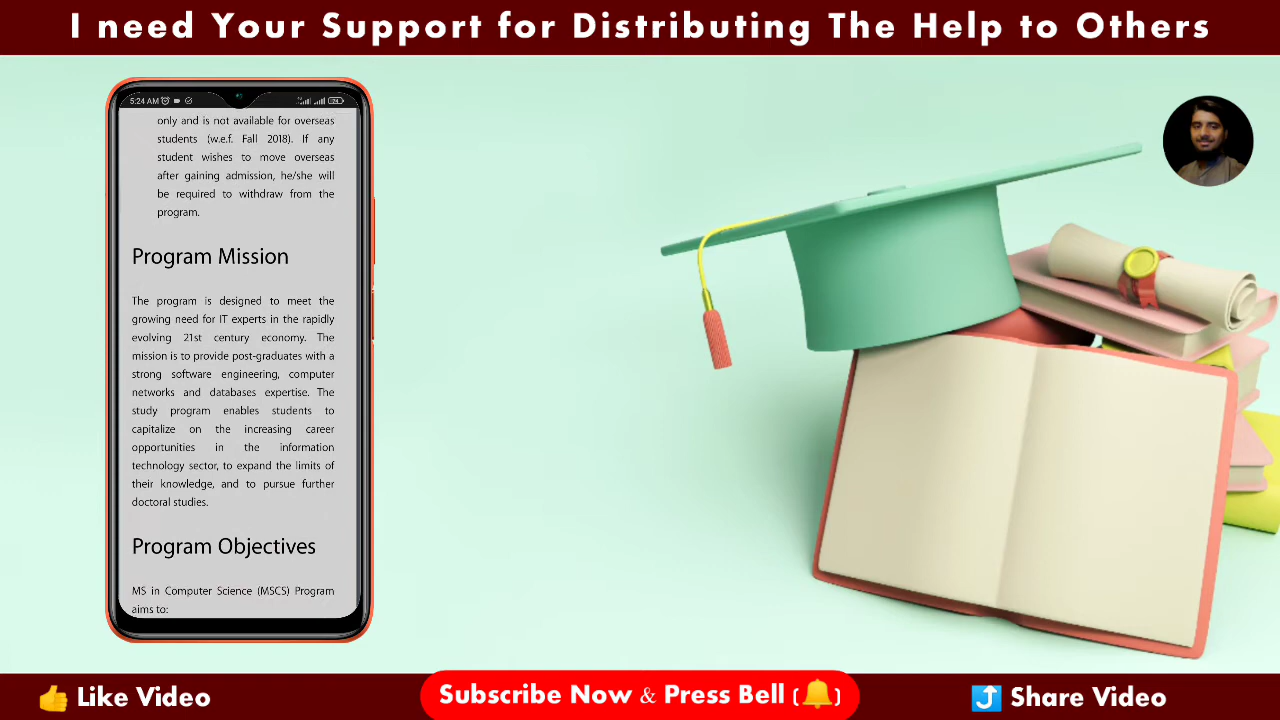 I need Your Support for Distributing The Help to Others
5:24 AM
only and is not available for overseas
students (w.e.f. Fall 2018). If any
student wishes to move overseas
after gaining admission, he/she will
be required to withdraw from the
program.
Program Mission
The program is designed to meet the
growing need for IT experts in the rapidly
evolving 21st century economy. The
mission is to provide post-graduates with a
strong software engineering, computer
networks and databases expertise. The
study program enables students to
capitalize on the increasing career
opportunities in the information
technology sector, to expand the limits of
their knowledge, and to pursue further
doctoral studies.
Program Objectives
MS in Computer Science (MSCS) Program
aims to:
👍 Like Video
Subscribe Now & Press Bell (🔔)
⤴️ Share Video